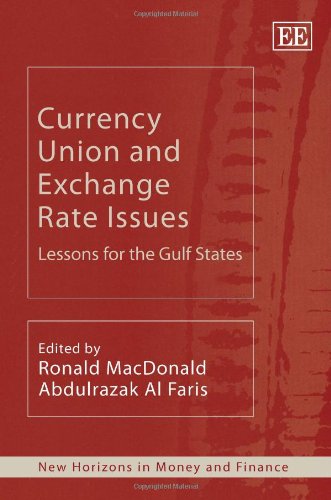 EE
Currency
Union and
Exchange
Rate Issues
Lessons for the Gulf States
Edited by
Ronald MacDonald
Abdulrazak Al Faris
New Horizons in Money and Finance